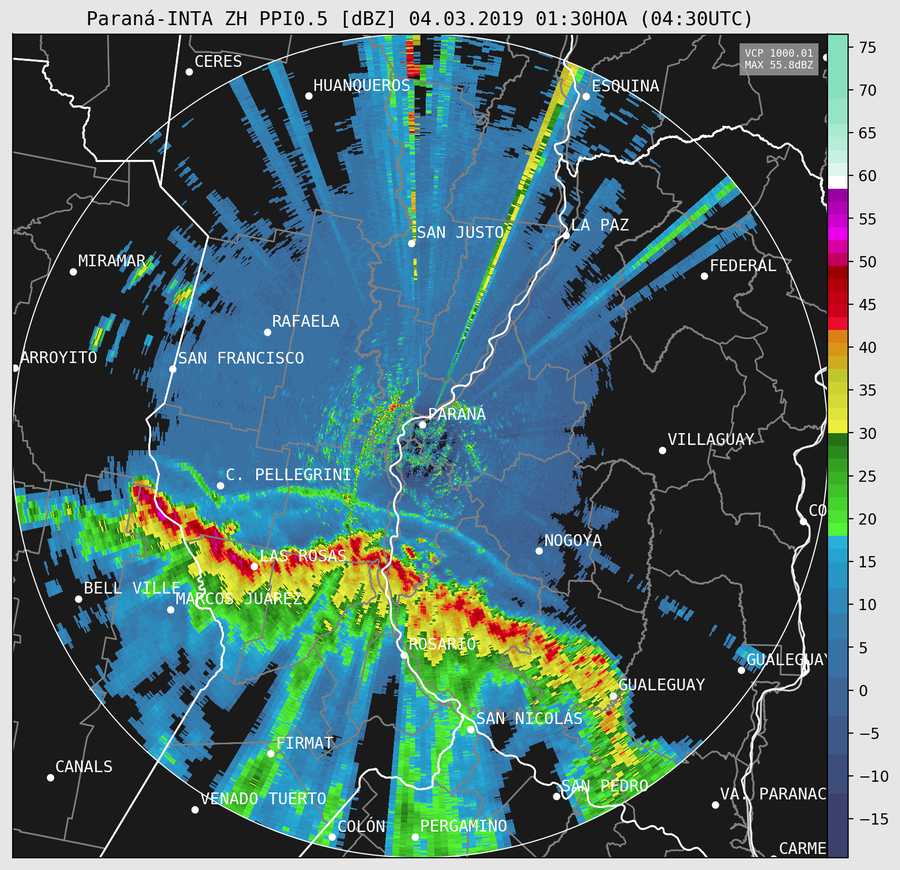 Paraná-INTA ZH PPI0.5 [dBZ] 04.03.2019 01:30HOA (04:30UTC)
VCP 1000.01
MAX 55.8dBZ
CERES
HUANQUEROS
ESQUINA
SAN JUSTO
LA PAZ
MIRAMAR
FEDERAL
RAFAELA
ARROYITO
SAN FRANCISCO
PARANÁ
VILLAGUAY
C. PELLEGRINI
CO
NOGOYA
LAS ROSAS
BELL VILLE
MARCOS JUAREZ
ROSARIO
GUALEGUAY
GUALEGUAY
SAN NICOLAS
FIRMAT
CANALS
SAN PEDRO
VENADO TUERTO
VA. PARANAC
COLÓN
PERGAMINO
CARME
75
70
65
60
55
50
45
40
35
30
25
20
15
10
5
0
−5
−10
−15